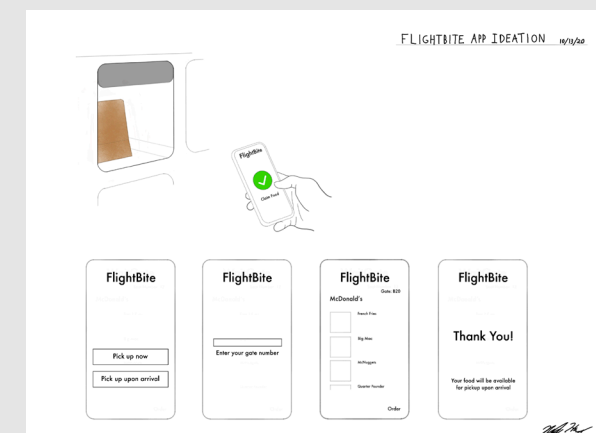 FLIGHTBITE APP IDEATION 10/13/20
FlightBite
Claim Food
FlightBite
Pick up now
Pick up upon arrival
FlightBite
Enter your gate number
FlightBite
Gate: B20
McDonald's
French Fries
Big Mac
McNuggets
Quarter Pounder
Order
FlightBite
Thank You!
Your food will be available
for pickup upon arrival